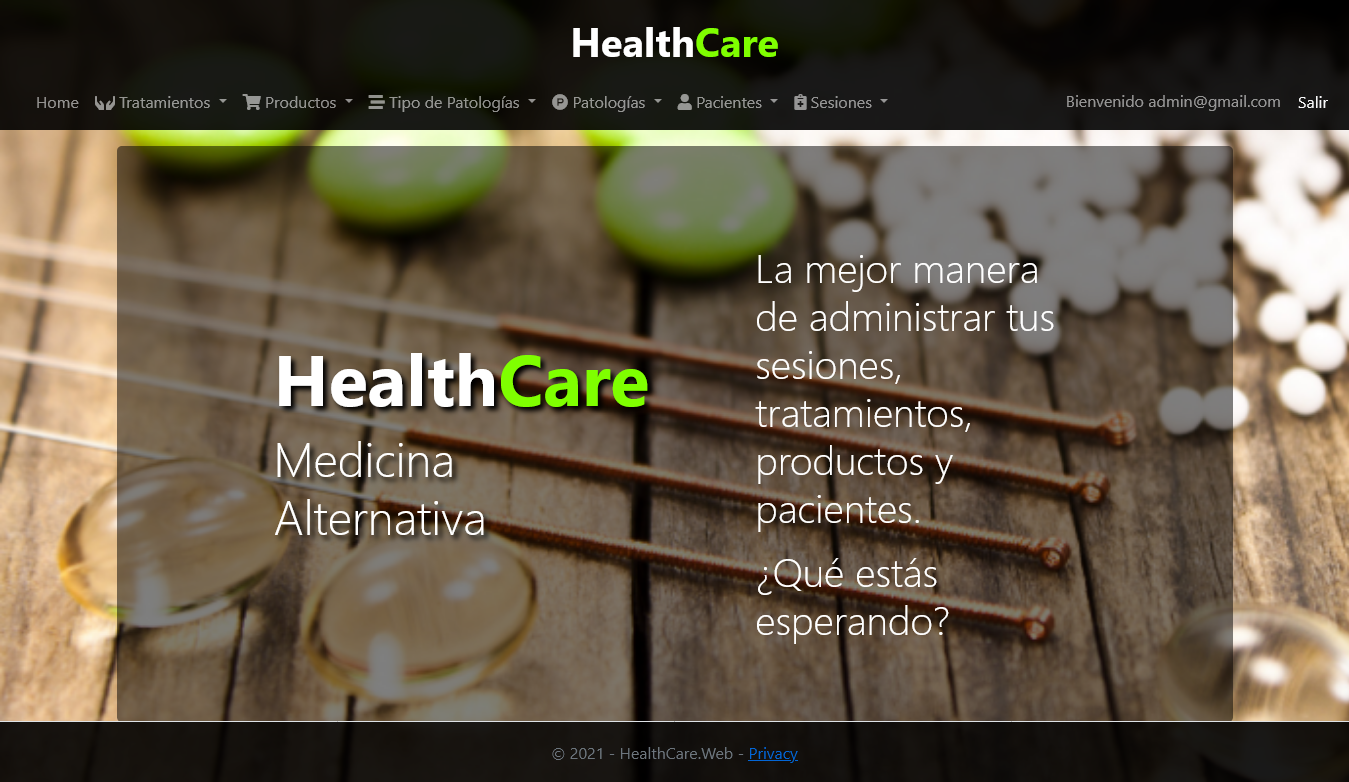 HealthCare
Home Tratamientos Productos Tipo de Patologías Patologías Pacientes Sesiones Bienvenido admin@gmail.com Salir
HealthCare
Medicina
Alternativa
La mejor manera
de administrar tus
sesiones,
tratamientos,
productos y
pacientes.
¿Qué estás
esperando?
© 2021 - HealthCare.Web - Privacy